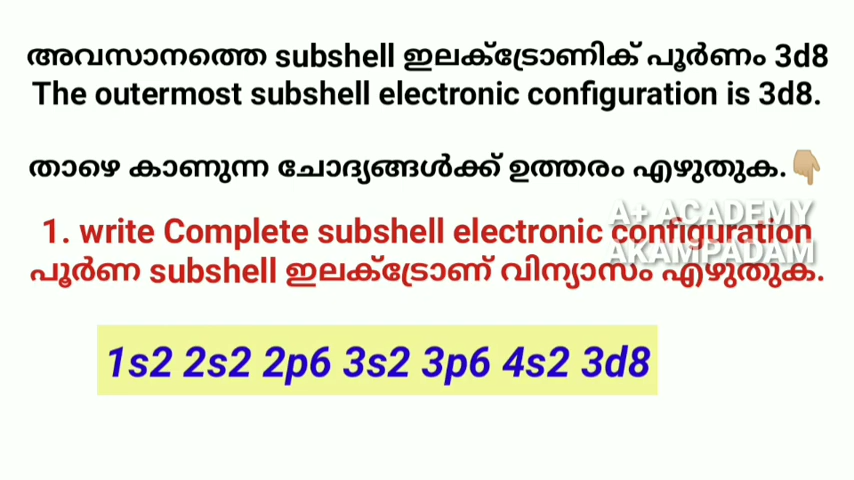 അവസാനത്തെ subshell ഇലക്ട്രോണിക് പൂർണം 3d8
The outermost subshell electronic configuration is 3d8.
താഴെ കാണുന്ന ചോദ്യങ്ങൾക്ക് ഉത്തരം എഴുതുക.👇🏼
A+ ACADEMY
AKAMPADAM
1. write Complete subshell electronic configuration
പൂർണ subshell ഇലക്ട്രോണ് വിന്യാസം എഴുതുക.
1s2 2s2 2p6 3s2 3p6 4s2 3d8